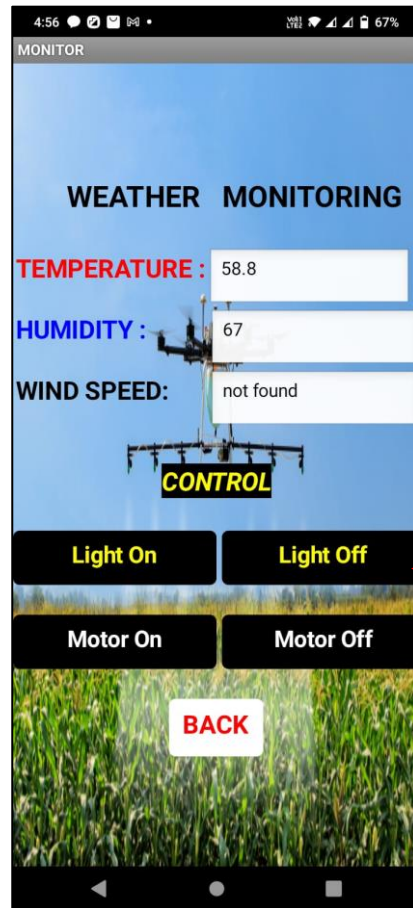 4:56 67%
MONITOR
WEATHER MONITORING
TEMPERATURE : 58.8
HUMIDITY : 67
WIND SPEED: not found
CONTROL
Light On Light Off
Motor On Motor Off
BACK